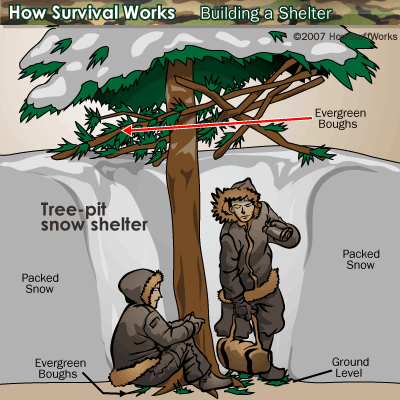 How Survival Works Building a Shelter
©2007 HowStuffWorks
Evergreen
Boughs
Tree-pit
snow shelter
Packed
Snow
Packed
Snow
Evergreen
Boughs
Ground
Level